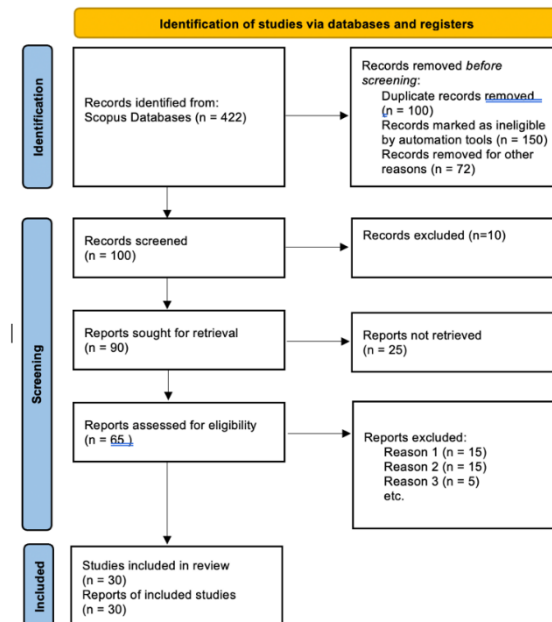 Identification of studies via databases and registers
Identification
Records identified from:
Scopus Databases (n = 422)
Records removed before
screening:
Duplicate records removed
(n = 100)
Records marked as ineligible
by automation tools (n = 150)
Records removed for other
reasons (n = 72)
Screening
Records screened
(n = 100)
Records excluded (n=10)
Reports sought for retrieval
(n = 90)
Reports not retrieved
(n = 25)
Reports assessed for eligibility
(n = 65 )
Reports excluded:
Reason 1 (n = 15)
Reason 2 (n = 15)
Reason 3 (n = 5)
etc.
Included
Studies included in review
(n = 30)
Reports of included studies
(n = 30)